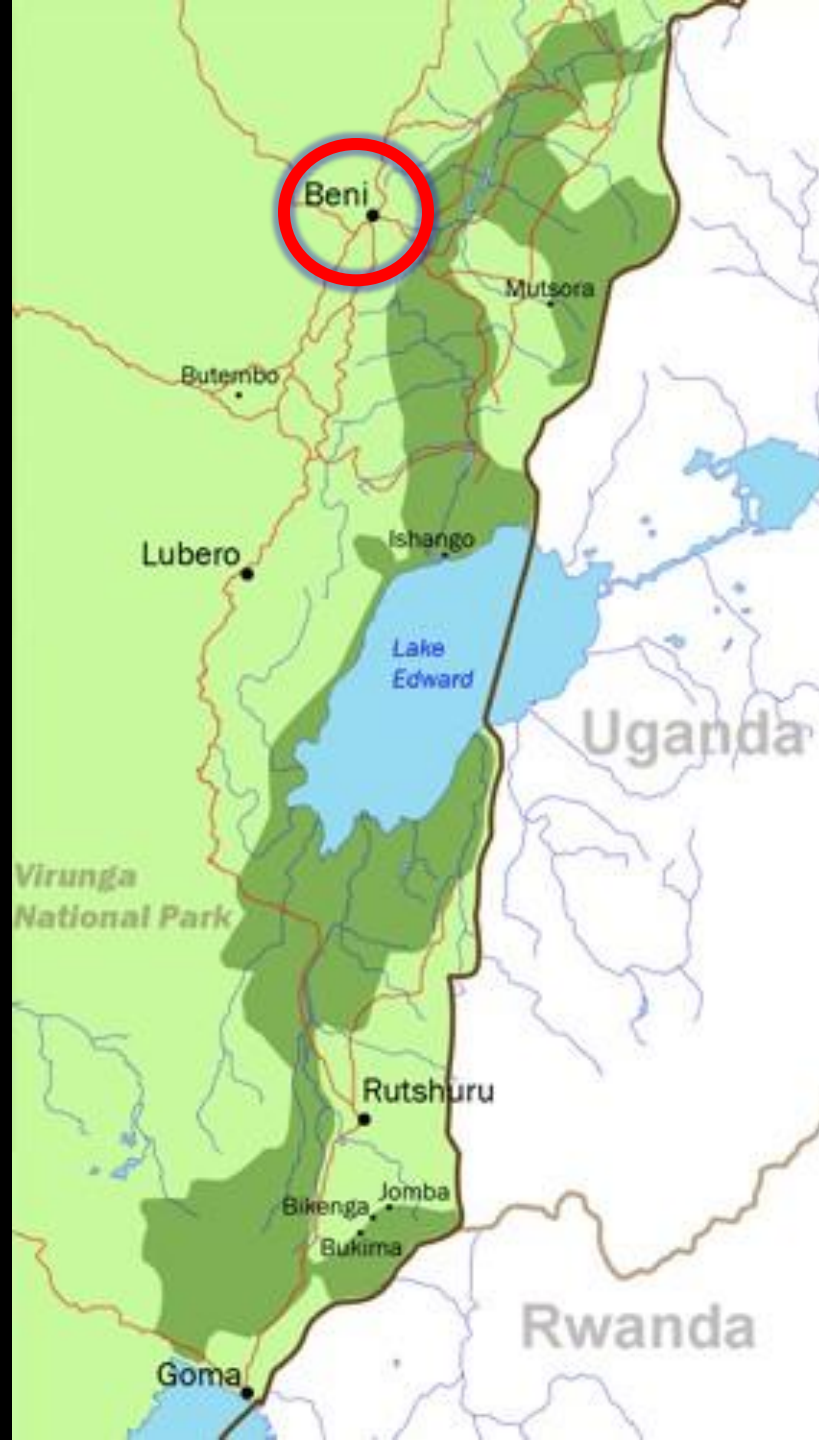 Beni
Mutsora
Butembo
Ishango
Lubero
Lake
Edward
Uganda
Virunga
National Park
Rutshuru
Jomba
Bikenga
Bukima
Rwanda
Goma